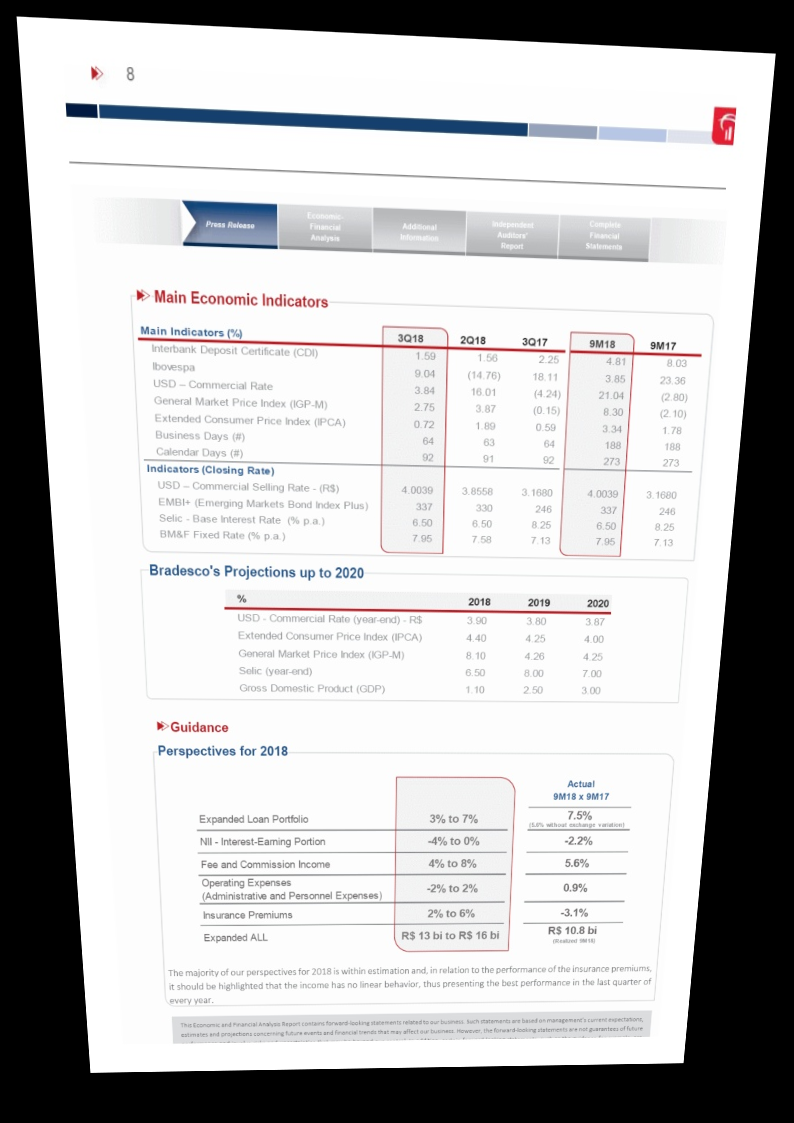 8
Press Release
Economic-Financial Analysis
Additional Information
Independent Auditors' Report
Complete Financial Statements
Main Economic Indicators
Main Indicators (%) 3Q18 2Q18 3Q17 9M18 9M17
Interbank Deposit Certificate (CDI) 1.59 1.56 2.25 4.81 8.03
Ibovespa 9.04 (14.76) 18.11 3.85 23.36
USD – Commercial Rate 3.84 16.01 (4.24) 21.04 (2.80)
General Market Price Index (IGP-M) 2.75 3.87 (0.15) 8.30 (2.10)
Extended Consumer Price Index (IPCA) 0.72 1.89 0.59 3.34 1.78
Business Days (#) 64 63 64 188 188
Calendar Days (#) 92 91 92 273 273
Indicators (Closing Rate)
USD – Commercial Selling Rate - (R$) 4.0039 3.8558 3.1680 4.0039 3.1680
EMBI+ (Emerging Markets Bond Index Plus) 337 330 246 337 246
Selic - Base Interest Rate (% p.a.) 6.50 6.50 8.25 6.50 8.25
BM&F Fixed Rate (% p.a.) 7.95 7.58 7.13 7.95 7.13
Bradesco's Projections up to 2020
% 2018 2019 2020
USD - Commercial Rate (year-end) - R$ 3.90 3.80 3.87
Extended Consumer Price Index (IPCA) 4.40 4.25 4.00
General Market Price Index (IGP-M) 8.10 4.26 4.25
Selic (year-end) 6.50 8.00 7.00
Gross Domestic Product (GDP) 1.10 2.50 3.00
Guidance
Perspectives for 2018
Actual
9M18 x 9M17
Expanded Loan Portfolio 3% to 7% 7.5%
(5.6% without exchange variation)
NII - Interest-Earning Portion -4% to 0% -2.2%
Fee and Commission Income 4% to 8% 5.6%
Operating Expenses
(Administrative and Personnel Expenses) -2% to 2% 0.9%
Insurance Premiums 2% to 6% -3.1%
Expanded ALL R$ 13 bi to R$ 16 bi R$ 10.8 bi
(Realized 9M18)
The majority of our perspectives for 2018 is within estimation and, in relation to the performance of the insurance premiums,
it should be highlighted that the income has no linear behavior, thus presenting the best performance in the last quarter of
every year.
This Economic and Financial Analysis Report contains forward-looking statements related to our business. Such statements are based on management's current expectations,
estimates and projections concerning future events and financial trends that may affect our business. However, the forward-looking statements are not guarantees of future